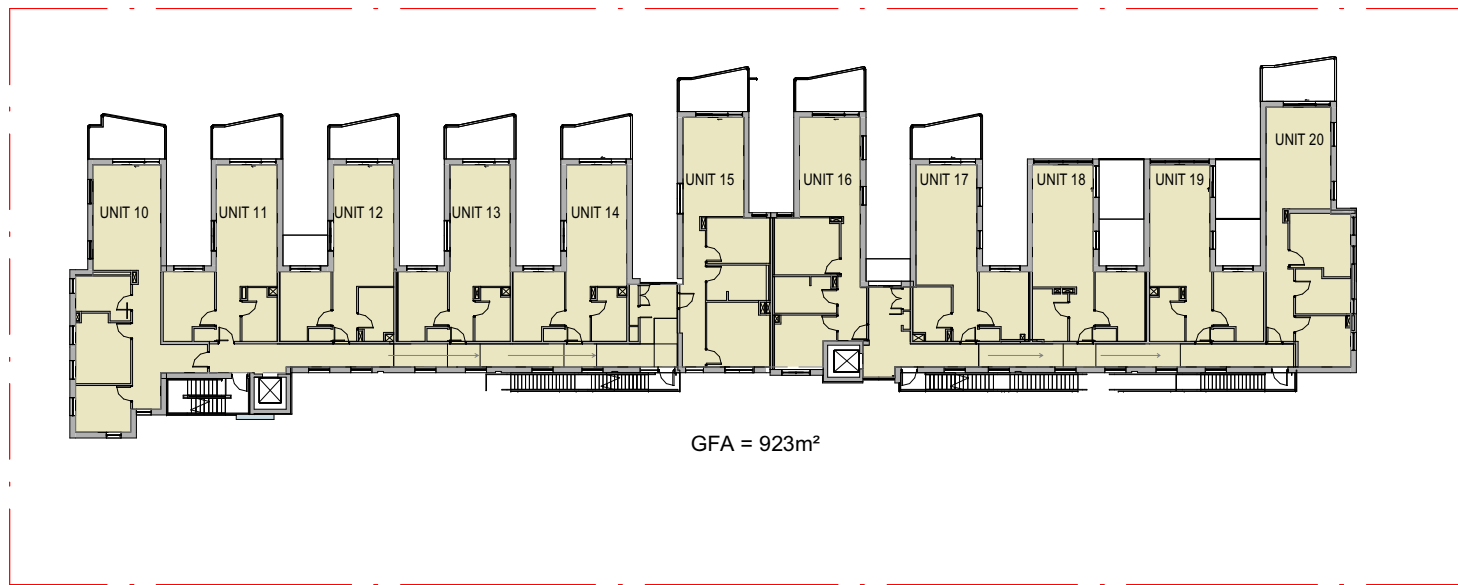 UNIT 10
UNIT 11
UNIT 12
UNIT 13
UNIT 14
UNIT 15
UNIT 16
UNIT 17
UNIT 18
UNIT 19
UNIT 20
GFA = 923m²